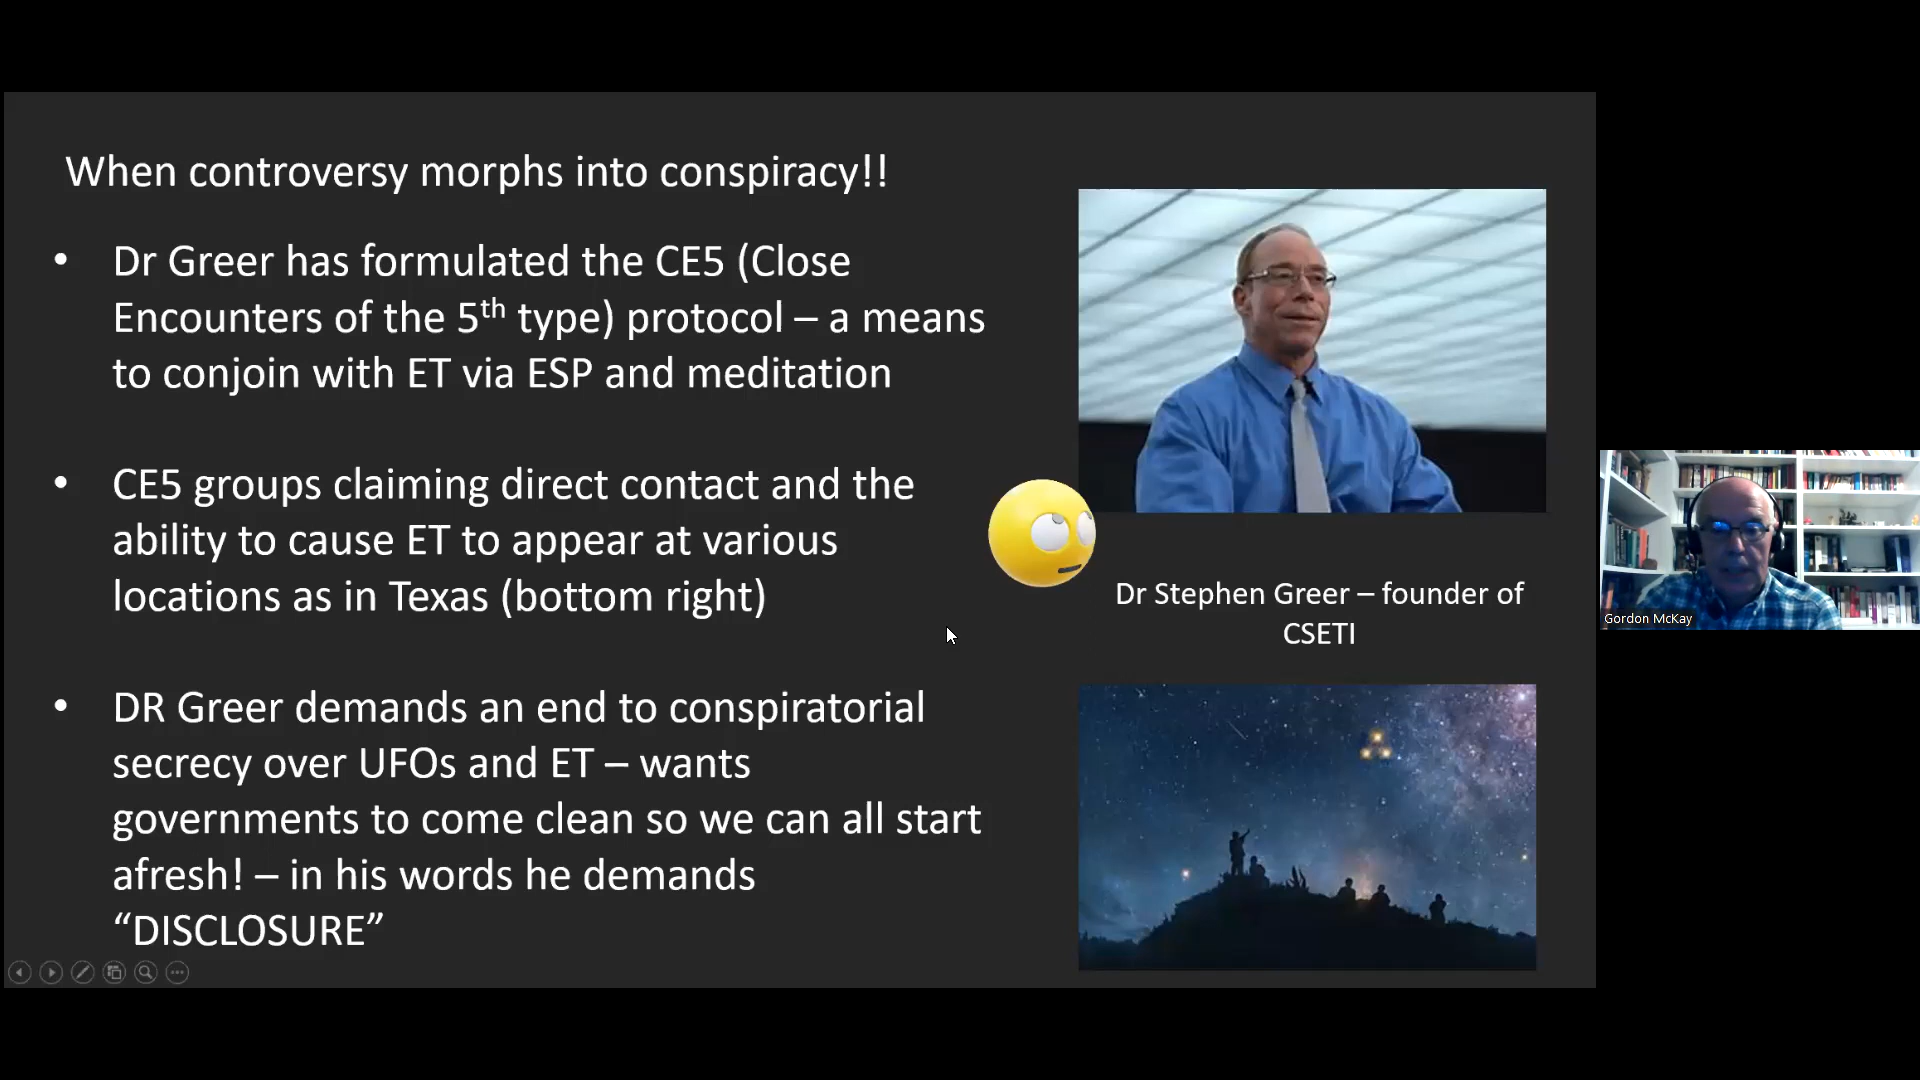 When controversy morphs into conspiracy!!
• Dr Greer has formulated the CE5 (Close
Encounters of the 5th type) protocol – a means
to conjoin with ET via ESP and meditation
• CE5 groups claiming direct contact and the
ability to cause ET to appear at various
locations as in Texas (bottom right)
• DR Greer demands an end to conspiratorial
secrecy over UFOs and ET – wants
governments to come clean so we can all start
afresh! – in his words he demands
“DISCLOSURE”
Dr Stephen Greer – founder of
CSETI
Gordon McKay